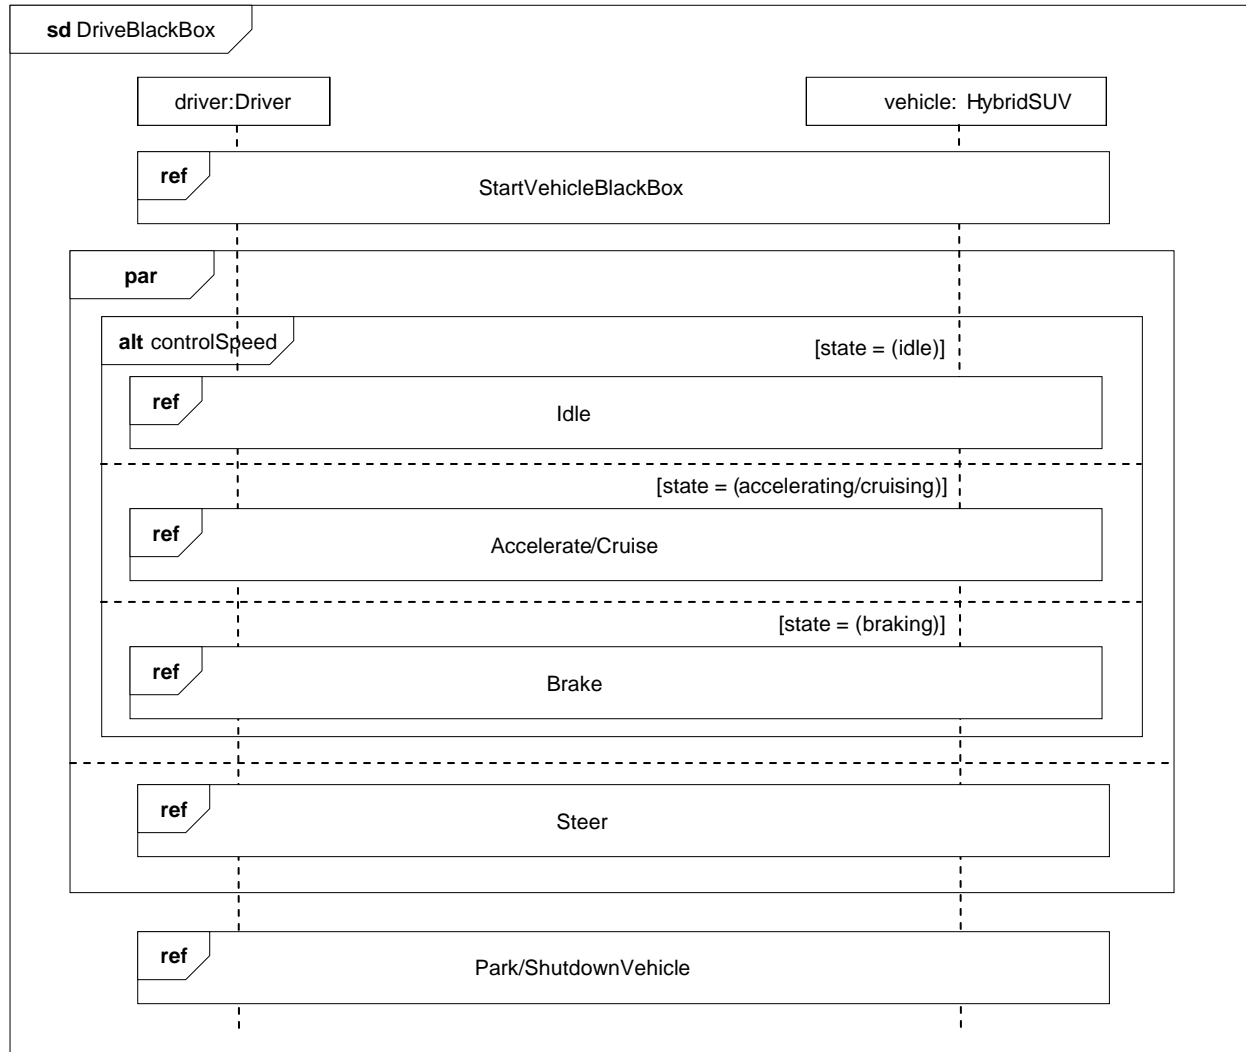 sd DriveBlackBox
driver:Driver
vehicle: HybridSUV
ref
StartVehicleBlackBox
par
alt controlSpeed
[state = (idle)]
ref
Idle
[state = (accelerating/cruising)]
ref
Accelerate/Cruise
[state = (braking)]
ref
Brake
ref
Steer
ref
Park/ShutdownVehicle